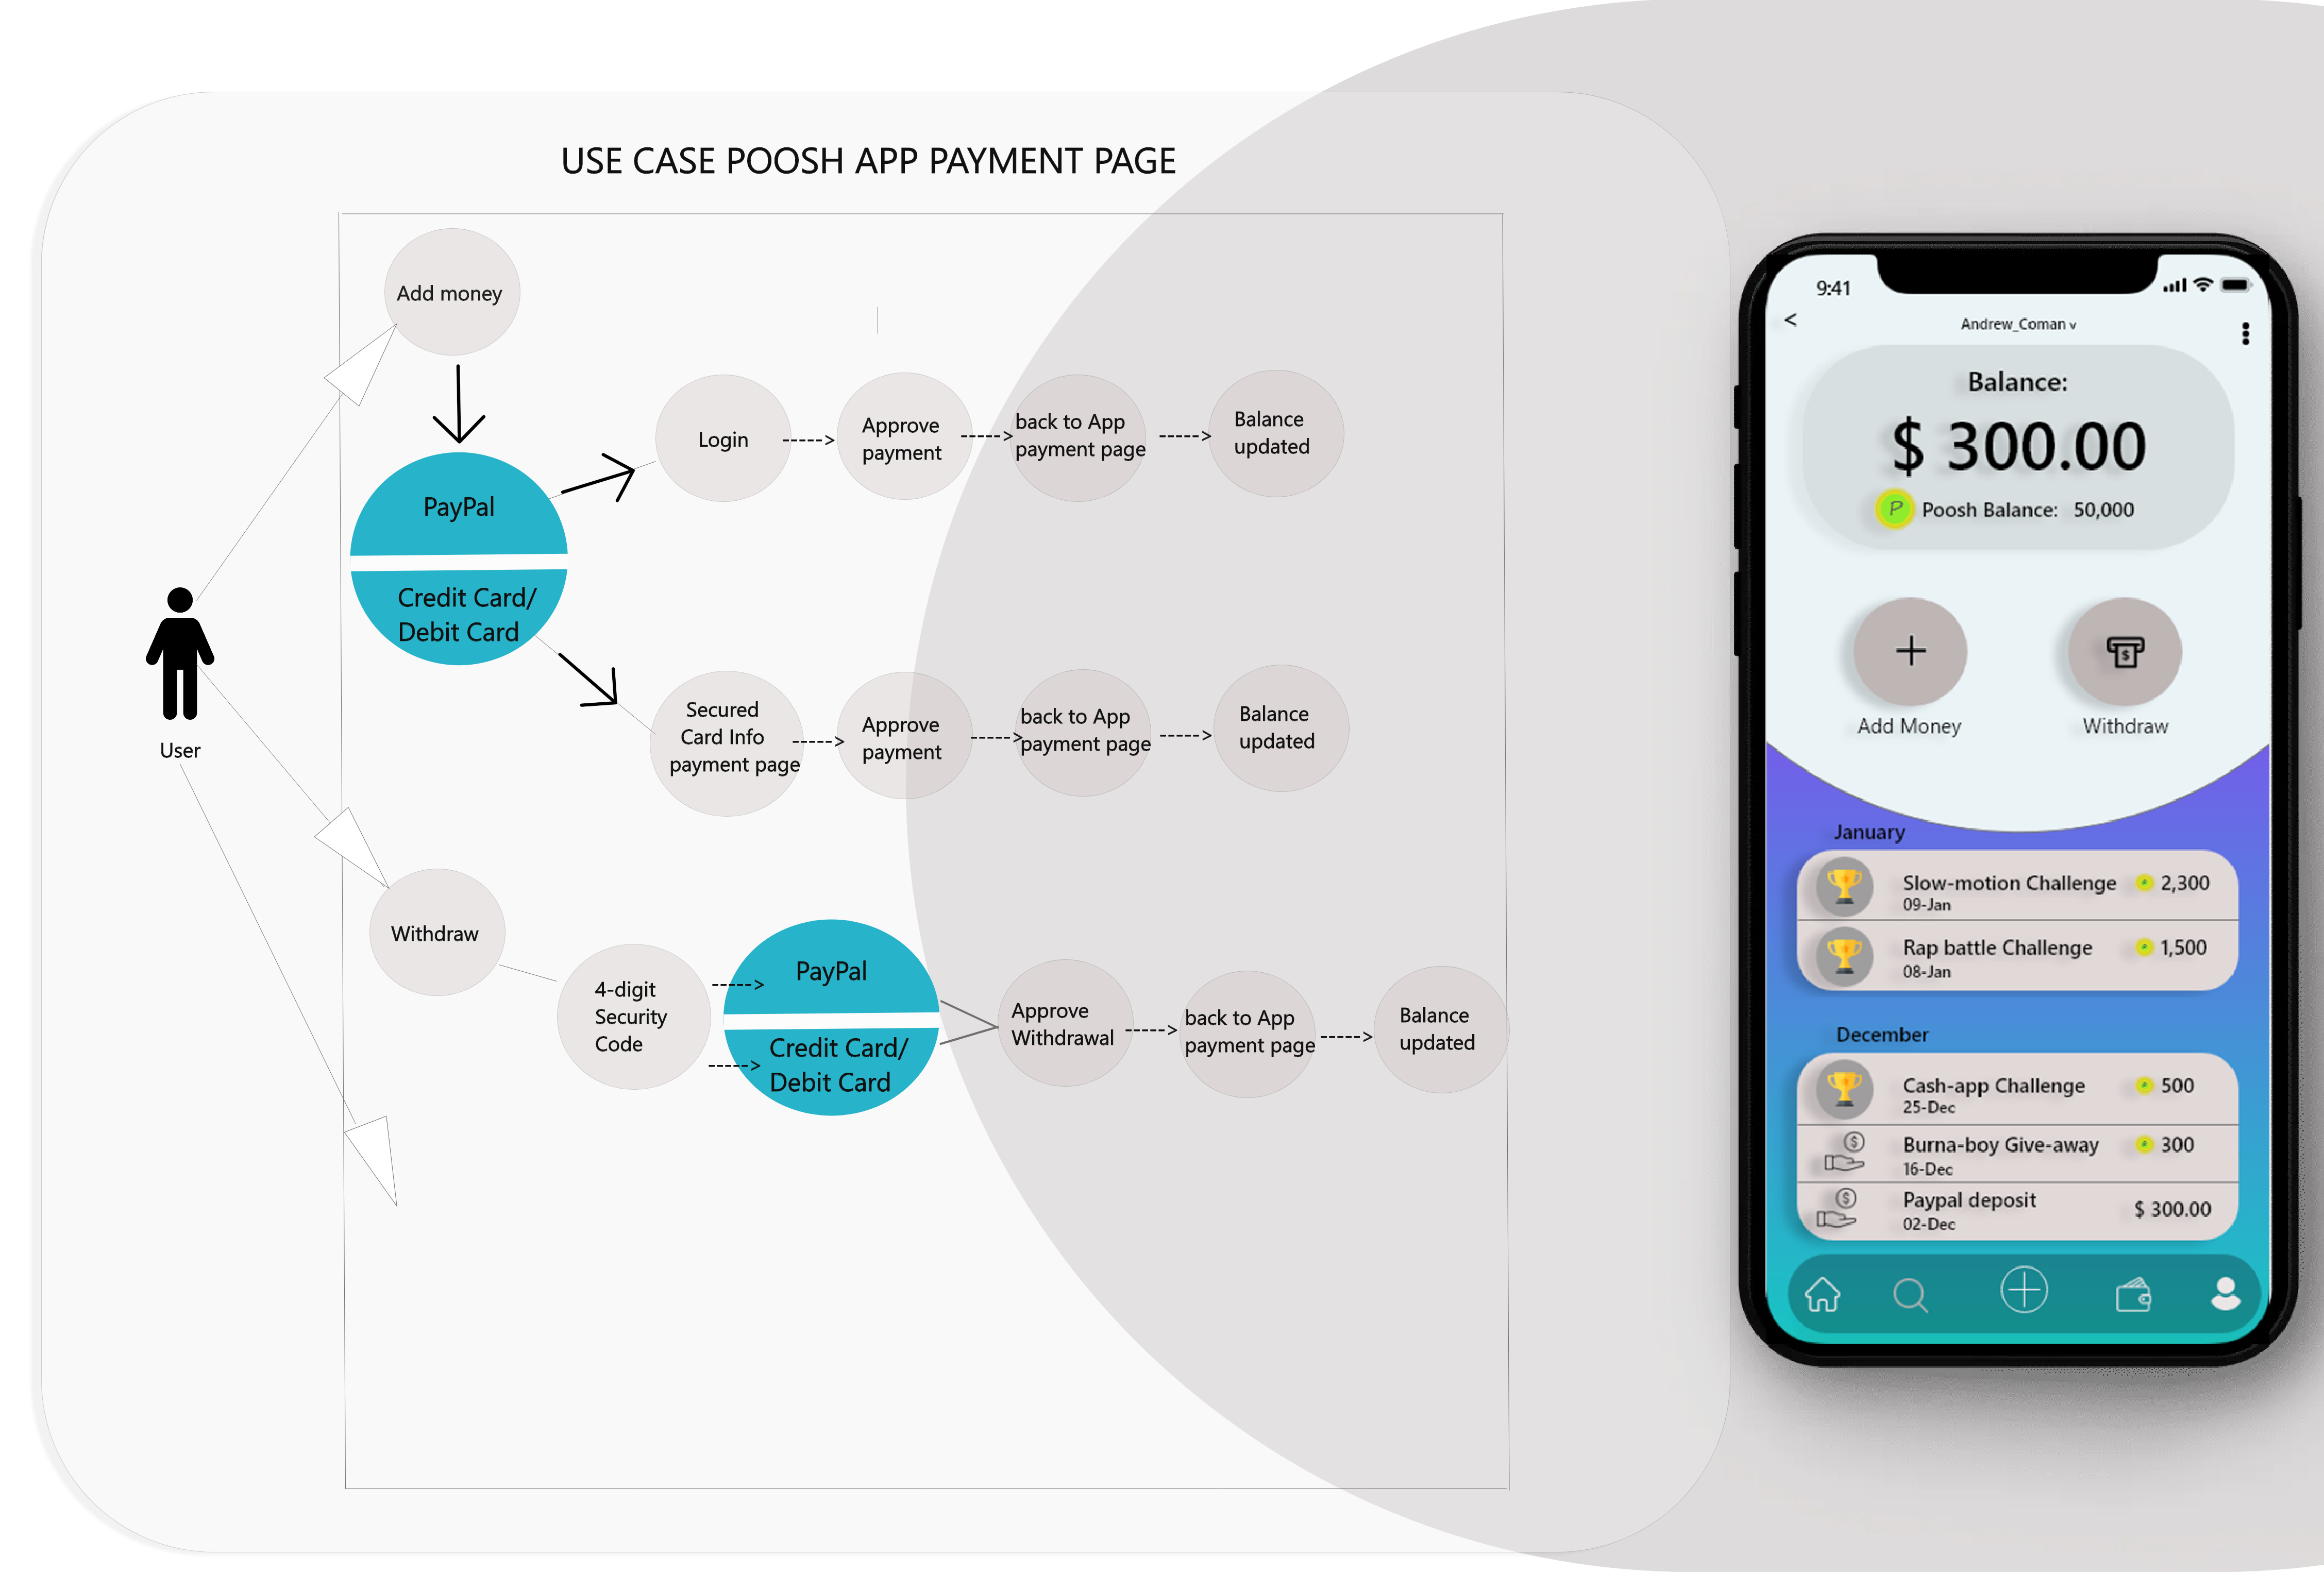 USE CASE POOSH APP PAYMENT PAGE
Add money
PayPal
Credit Card/
Debit Card
Login
Approve
payment
back to App
payment page
Balance
updated
Secured
Card Info
payment page
Approve
payment
back to App
payment page
Balance
updated
User
Withdraw
4-digit
Security
Code
PayPal
Credit Card/
Debit Card
Approve
Withdrawal
back to App
payment page
Balance
updated
9:41
<
Andrew_Coman v
Balance:
$ 300.00
P Poosh Balance: 50,000
Add Money
Withdraw
January
Slow-motion Challenge 2,300
09-Jan
Rap battle Challenge 1,500
08-Jan
December
Cash-app Challenge 500
25-Dec
Burna-boy Give-away 300
16-Dec
Paypal deposit $ 300.00
02-Dec